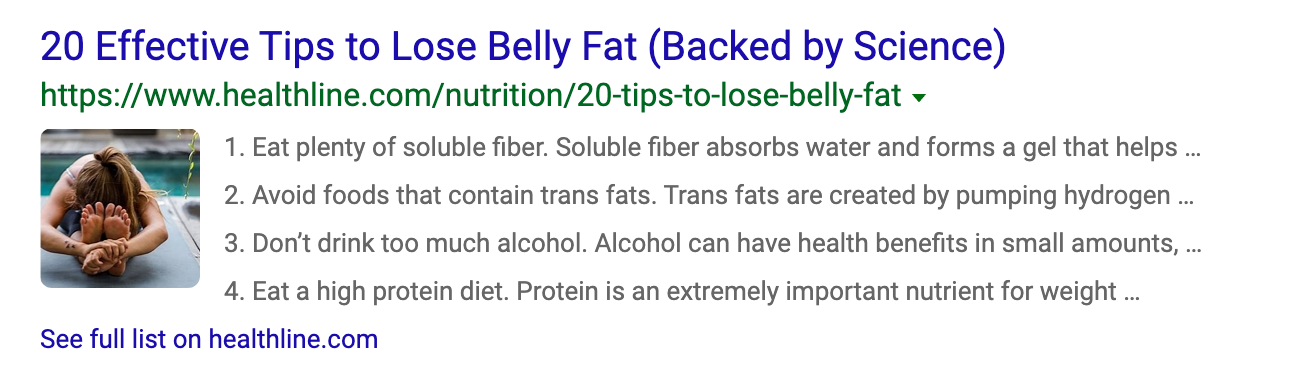 20 Effective Tips to Lose Belly Fat (Backed by Science)
https://www.healthline.com/nutrition/20-tips-to-lose-belly-fat
1. Eat plenty of soluble fiber. Soluble fiber absorbs water and forms a gel that helps ...
2. Avoid foods that contain trans fats. Trans fats are created by pumping hydrogen ...
3. Don’t drink too much alcohol. Alcohol can have health benefits in small amounts, ...
4. Eat a high protein diet. Protein is an extremely important nutrient for weight ...
See full list on healthline.com